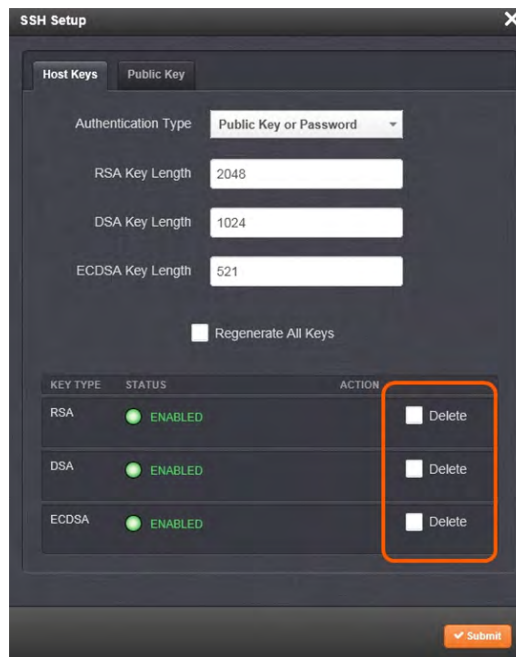 SSH Setup
Host Keys Public Key
Authentication Type Public Key or Password
RSA Key Length 2048
DSA Key Length 1024
ECDSA Key Length 521
Regenerate All Keys
KEY TYPE STATUS ACTION
RSA ENABLED Delete
DSA ENABLED Delete
ECDSA ENABLED Delete
Submit